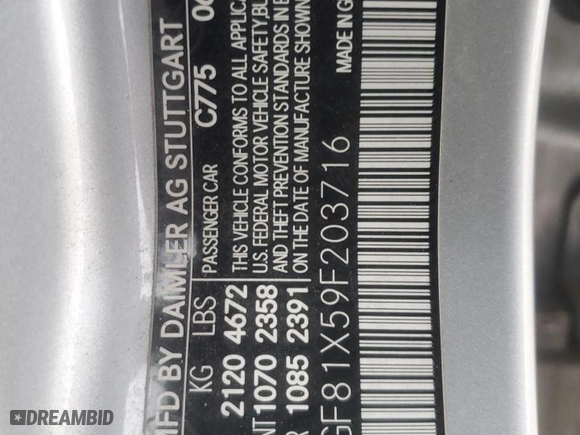 MFD BY DAIMLER AG STUTTGART
KG LBS PASSENGER CAR C775
2120 4672
1070 2358
1085 2391
THIS VEHICLE CONFORMS TO ALL
U.S. FEDERAL MOTOR VEHICLE SAFETY,
AND THEFT PREVENTION STANDARDS IN
ON THE DATE OF MANUFACTURE SHOWN
MADE IN
GF81X59F203716
DREAMBID